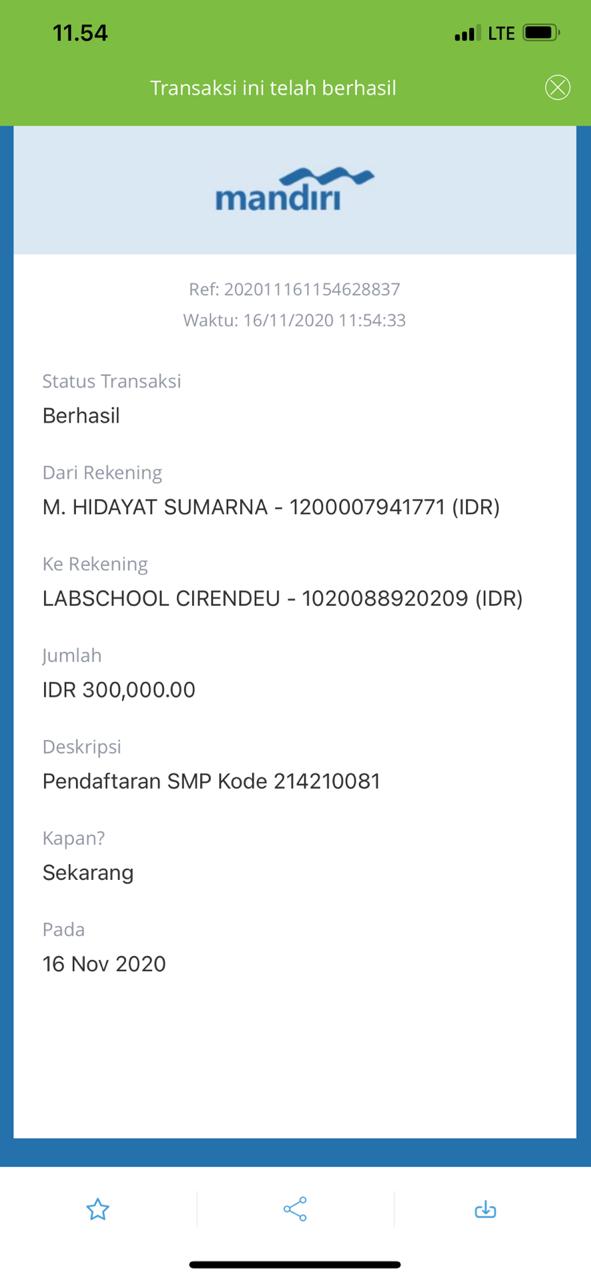 11.54
LTE
Transaksi ini telah berhasil
mandiri
Ref: 202011161154628837
Waktu: 16/11/2020 11:54:33
Status Transaksi
Berhasil
Dari Rekening
M. HIDAYAT SUMARNA - 1200007941771 (IDR)
Ke Rekening
LABSCHOOL CIRENDEU - 1020088920209 (IDR)
Jumlah
IDR 300,000.00
Deskripsi
Pendaftaran SMP Kode 214210081
Kapan?
Sekarang
Pada
16 Nov 2020